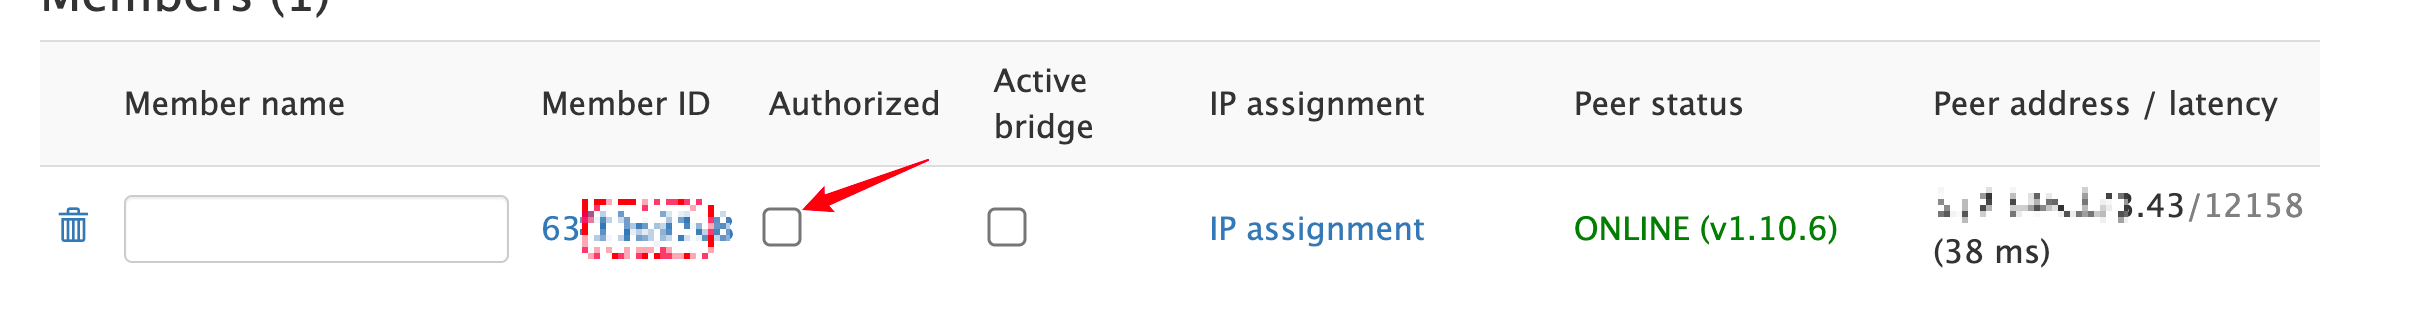 Members (1)
Member name Member ID Authorized Active bridge IP assignment Peer status Peer address / latency
IP assignment ONLINE (v1.10.6) .43/12158
(38 ms)